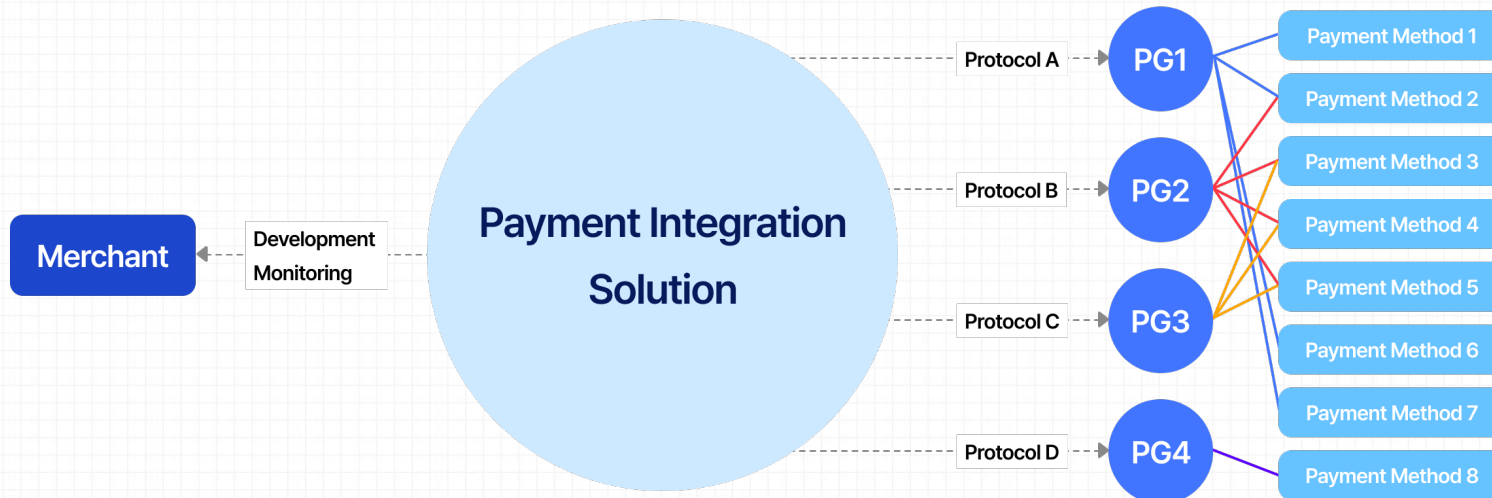 Merchant
Development
Monitoring
Payment Integration
Solution
Protocol A
Protocol B
Protocol C
Protocol D
PG1
PG2
PG3
PG4
Payment Method 1
Payment Method 2
Payment Method 3
Payment Method 4
Payment Method 5
Payment Method 6
Payment Method 7
Payment Method 8